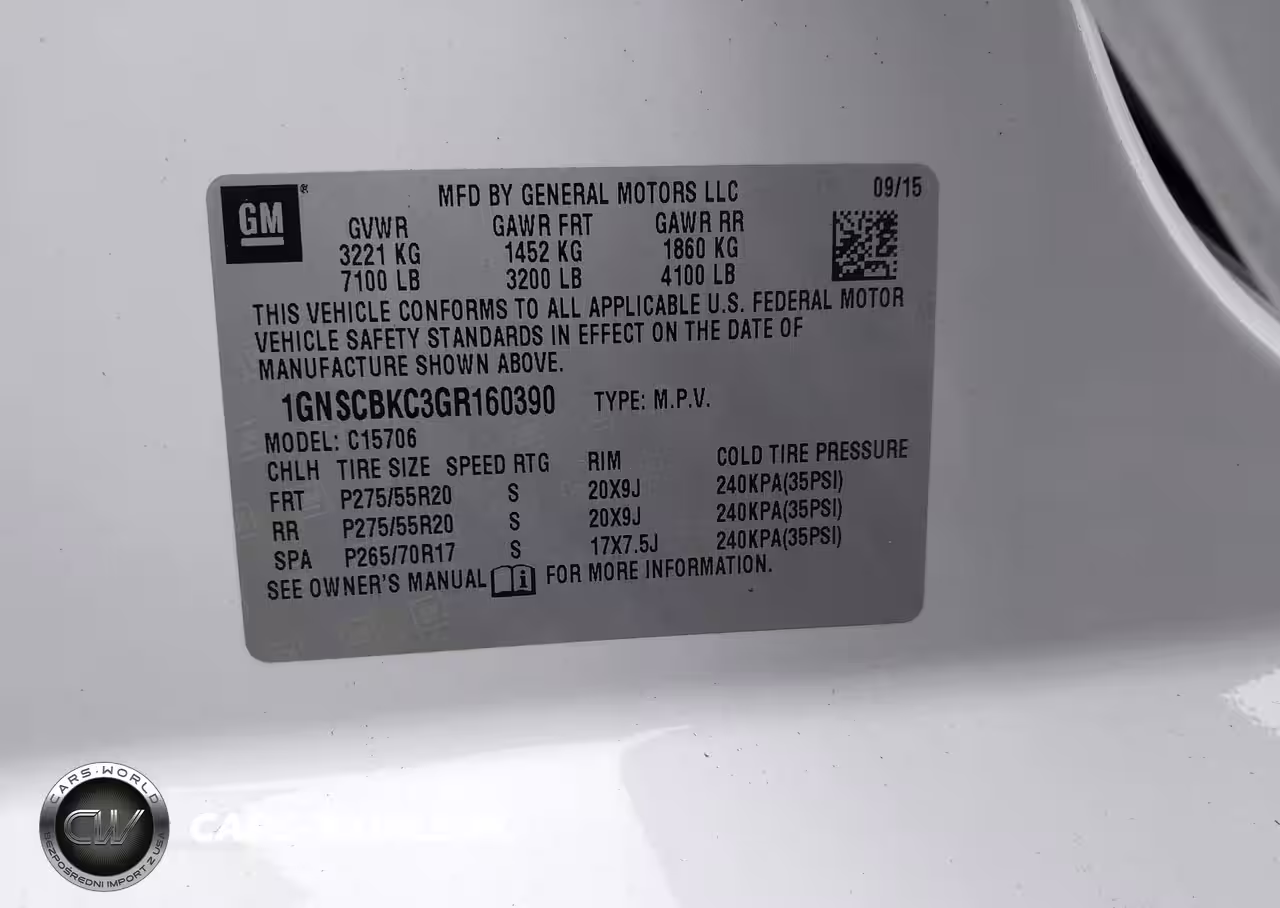 GM ®
MFD BY GENERAL MOTORS LLC 09/15
GVWR GAWR FRT GAWR RR
3221 KG 1452 KG 1860 KG
7100 LB 3200 LB 4100 LB
THIS VEHICLE CONFORMS TO ALL APPLICABLE U.S. FEDERAL MOTOR
VEHICLE SAFETY STANDARDS IN EFFECT ON THE DATE OF
MANUFACTURE SHOWN ABOVE.
1GNSCBKC3GR160390 TYPE: M.P.V.
MODEL: C15706
CHLH TIRE SIZE SPEED RTG RIM COLD TIRE PRESSURE
FRT P275/55R20 S 20X9J 240KPA(35PSI)
RR P275/55R20 S 20X9J 240KPA(35PSI)
SPA P265/70R17 S 17X7.5J 240KPA(35PSI)
SEE OWNER'S MANUAL FOR MORE INFORMATION.
CARS-WORLD
CW
BEZPOŚREDNI IMPORT Z USA